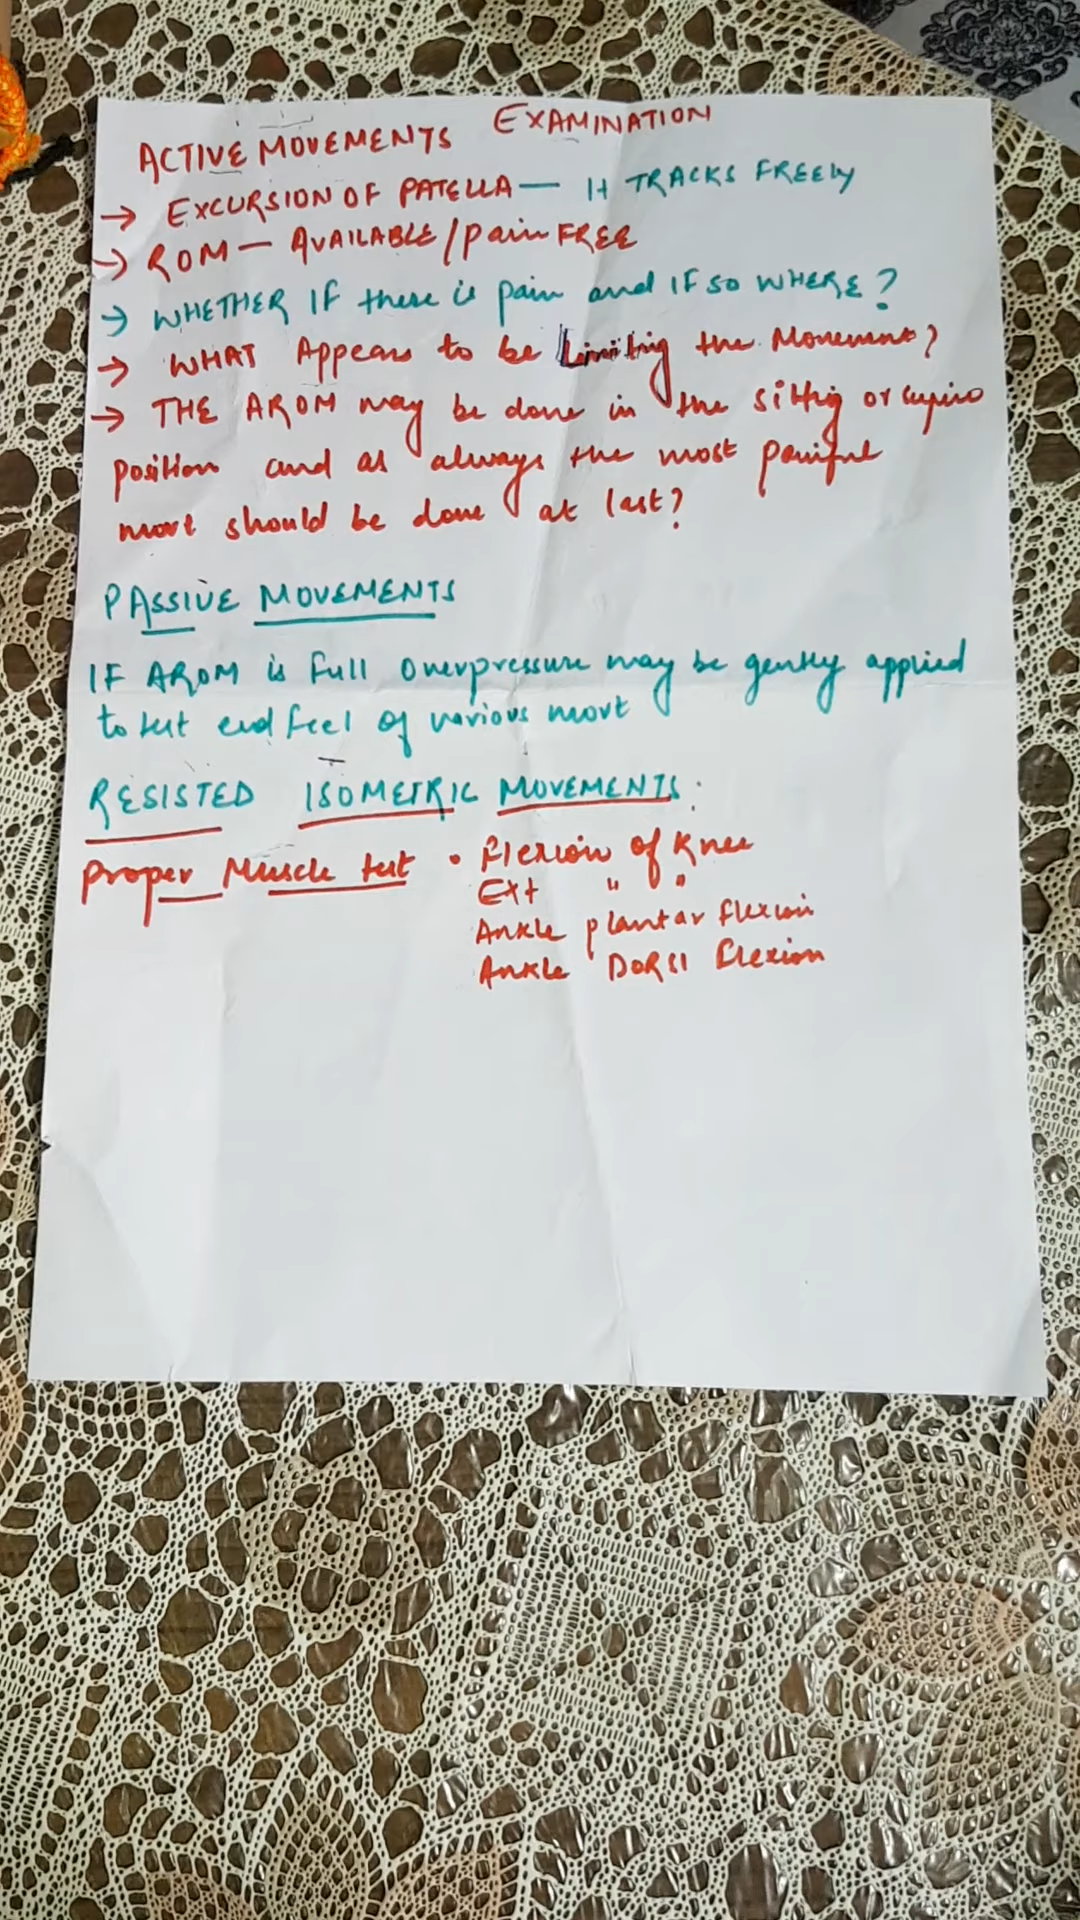 EXAMINATION
ACTIVE MOVEMENTS
→ EXCURSION OF PATELLA — It TRACKS FREEly
→ ROM — AVAILABLE/Pain FREE
→ WHETHER IF there is pain and IF SO WHERE?
→ WHAT Appears to be Limiting the Movement?
→ THE AROM may be done in the sitting or supine
position and as always the most painful
movt should be done at last?
PASSIVE MOVEMENTS
IF AROM is full overpressure may be gently applied
to test end feel of various movt
RESISTED ISOMETRIC MOVEMENTS:
Proper Muscle test • Flexion of Knee
Ext " "
Ankle plantar flexion
Ankle DORSI flexion